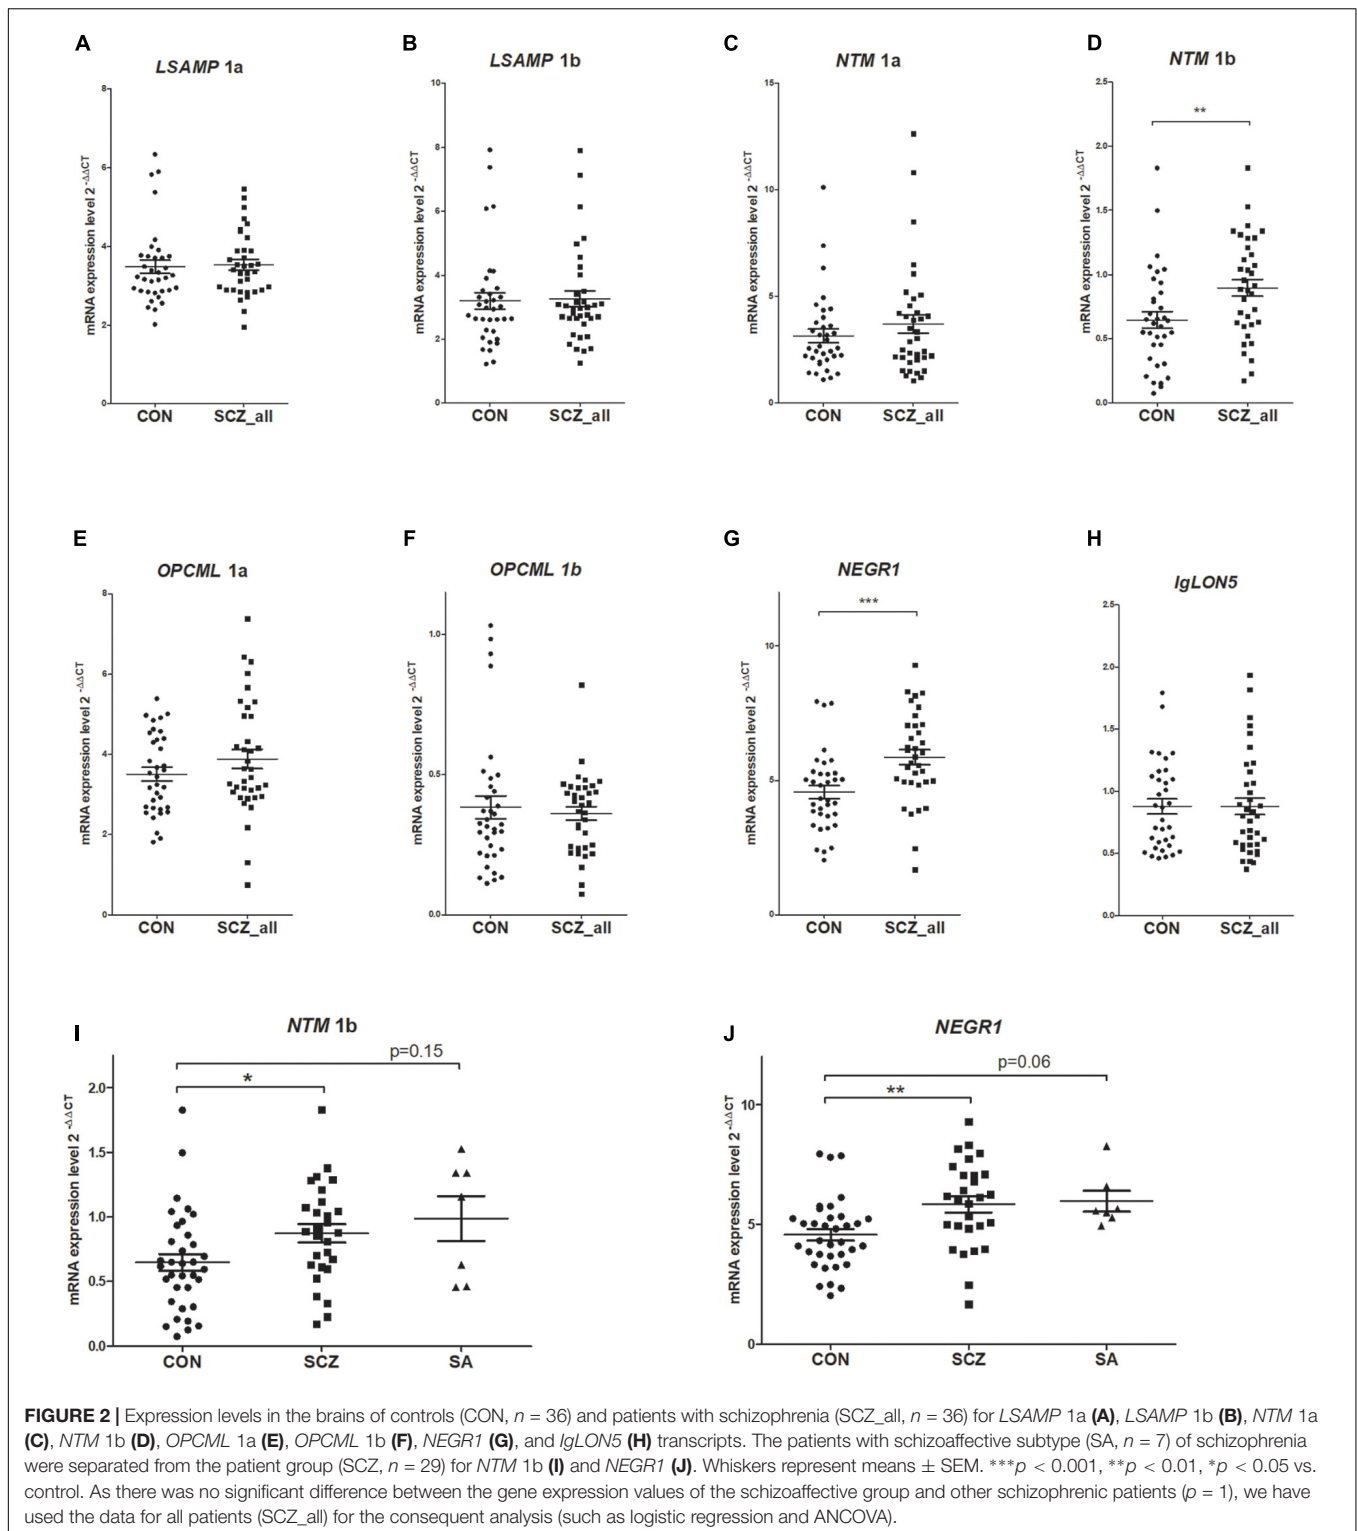 A
LSAMP 1a
mRNA expression level 2 -ΔΔCT
8
6
4
2
0
CON SCZ_all
B
LSAMP 1b
mRNA expression level 2 -ΔΔCT
10
8
6
4
2
0
CON SCZ_all
C
NTM 1a
mRNA expression level 2 -ΔΔCT
15
10
5
0
CON SCZ_all
D
NTM 1b
**
mRNA expression level 2 -ΔΔCT
2.5
2.0
1.5
1.0
0.5
0.0
CON SCZ_all
E
OPCML 1a
mRNA expression level 2 -ΔΔCT
8
6
4
2
0
CON SCZ_all
F
OPCML 1b
mRNA expression level 2 -ΔΔCT
1.0
0.5
0.0
CON SCZ_all
G
NEGR1
***
mRNA expression level 2 -ΔΔCT
10
5
0
CON SCZ_all
H
IgLON5
mRNA expression level 2 -ΔΔCT
2.5
2.0
1.5
1.0
0.5
0.0
CON SCZ_all
I
NTM 1b
p=0.15
*
mRNA expression level 2 -ΔΔCT
2.0
1.5
1.0
0.5
0.0
CON SCZ SA
J
NEGR1
p=0.06
**
mRNA expression level 2 -ΔΔCT
10
5
0
CON SCZ SA
FIGURE 2 | Expression levels in the brains of controls (CON, n = 36) and patients with schizophrenia (SCZ_all, n = 36) for LSAMP 1a (A), LSAMP 1b (B), NTM 1a
(C), NTM 1b (D), OPCML 1a (E), OPCML 1b (F), NEGR1 (G), and IgLON5 (H) transcripts. The patients with schizoaffective subtype (SA, n = 7) of schizophrenia
were separated from the patient group (SCZ, n = 29) for NTM 1b (I) and NEGR1 (J). Whiskers represent means ± SEM. ***p < 0.001, **p < 0.01, *p < 0.05 vs.
control. As there was no significant difference between the gene expression values of the schizoaffective group and other schizophrenic patients (p = 1), we have
used the data for all patients (SCZ_all) for the consequent analysis (such as logistic regression and ANCOVA).